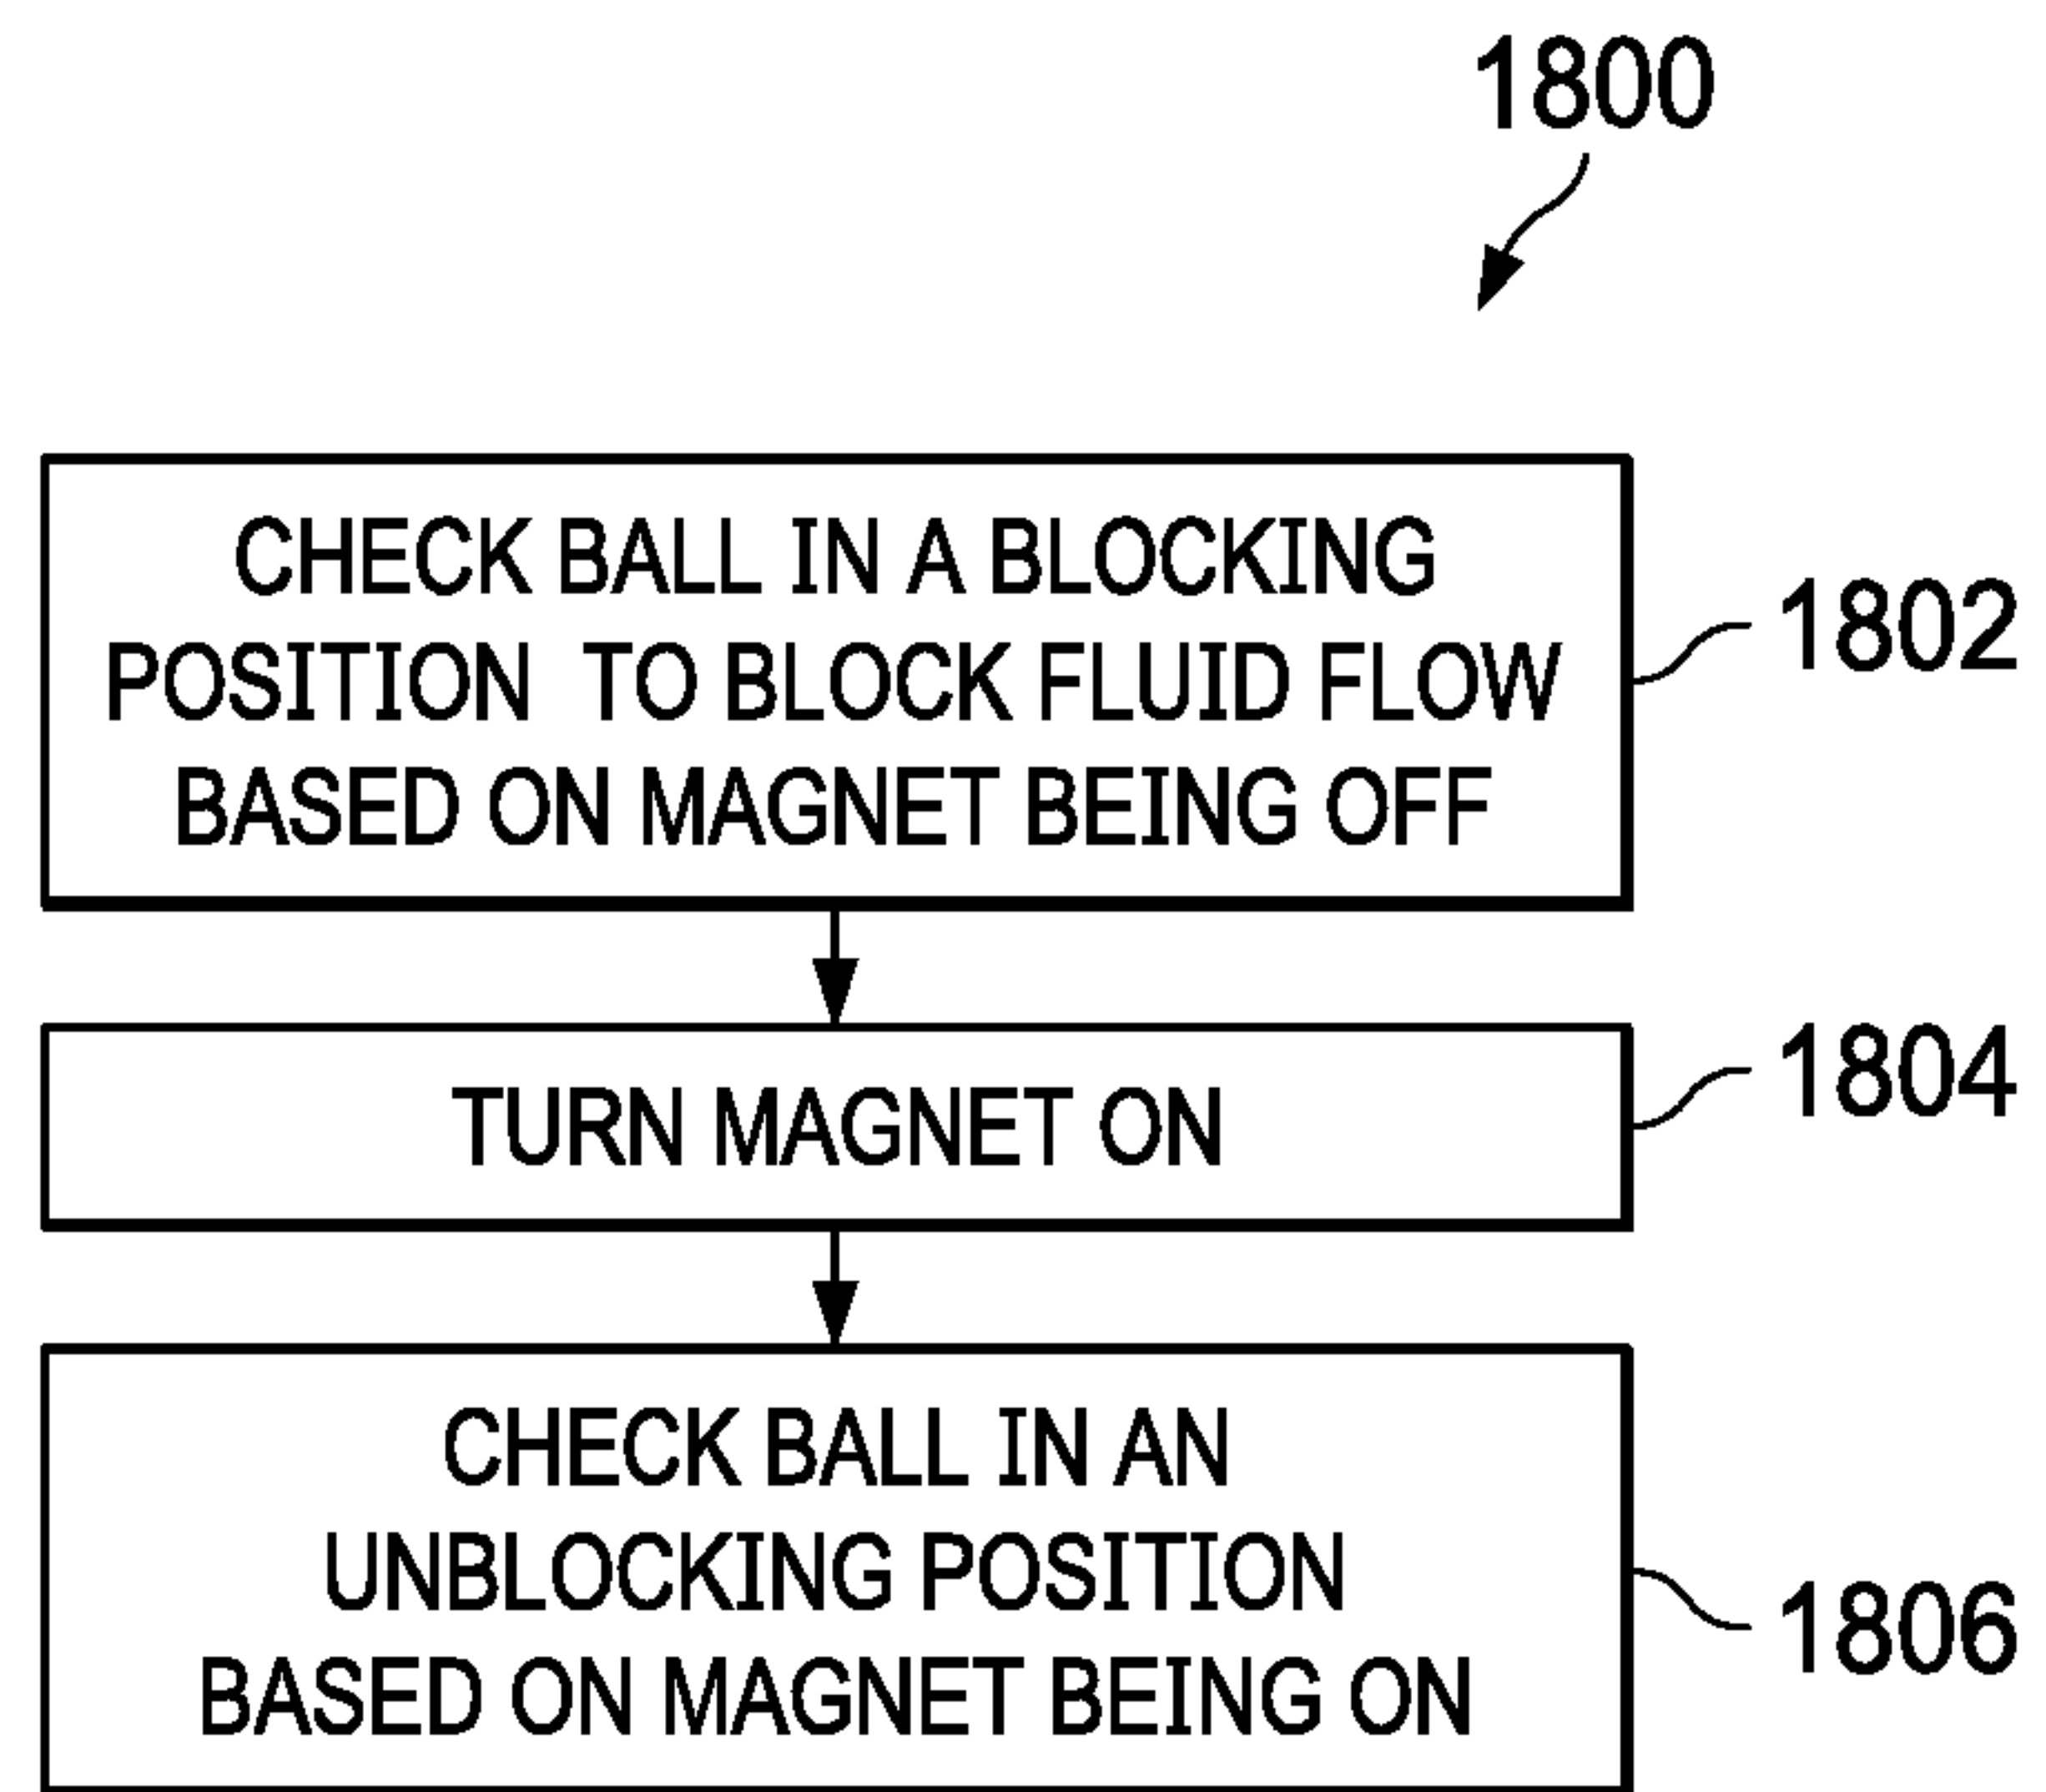 1800
CHECK BALL IN A BLOCKING
POSITION TO BLOCK FLUID FLOW
BASED ON MAGNET BEING OFF
1802
TURN MAGNET ON
1804
CHECK BALL IN AN
UNBLOCKING POSITION
BASED ON MAGNET BEING ON
1806